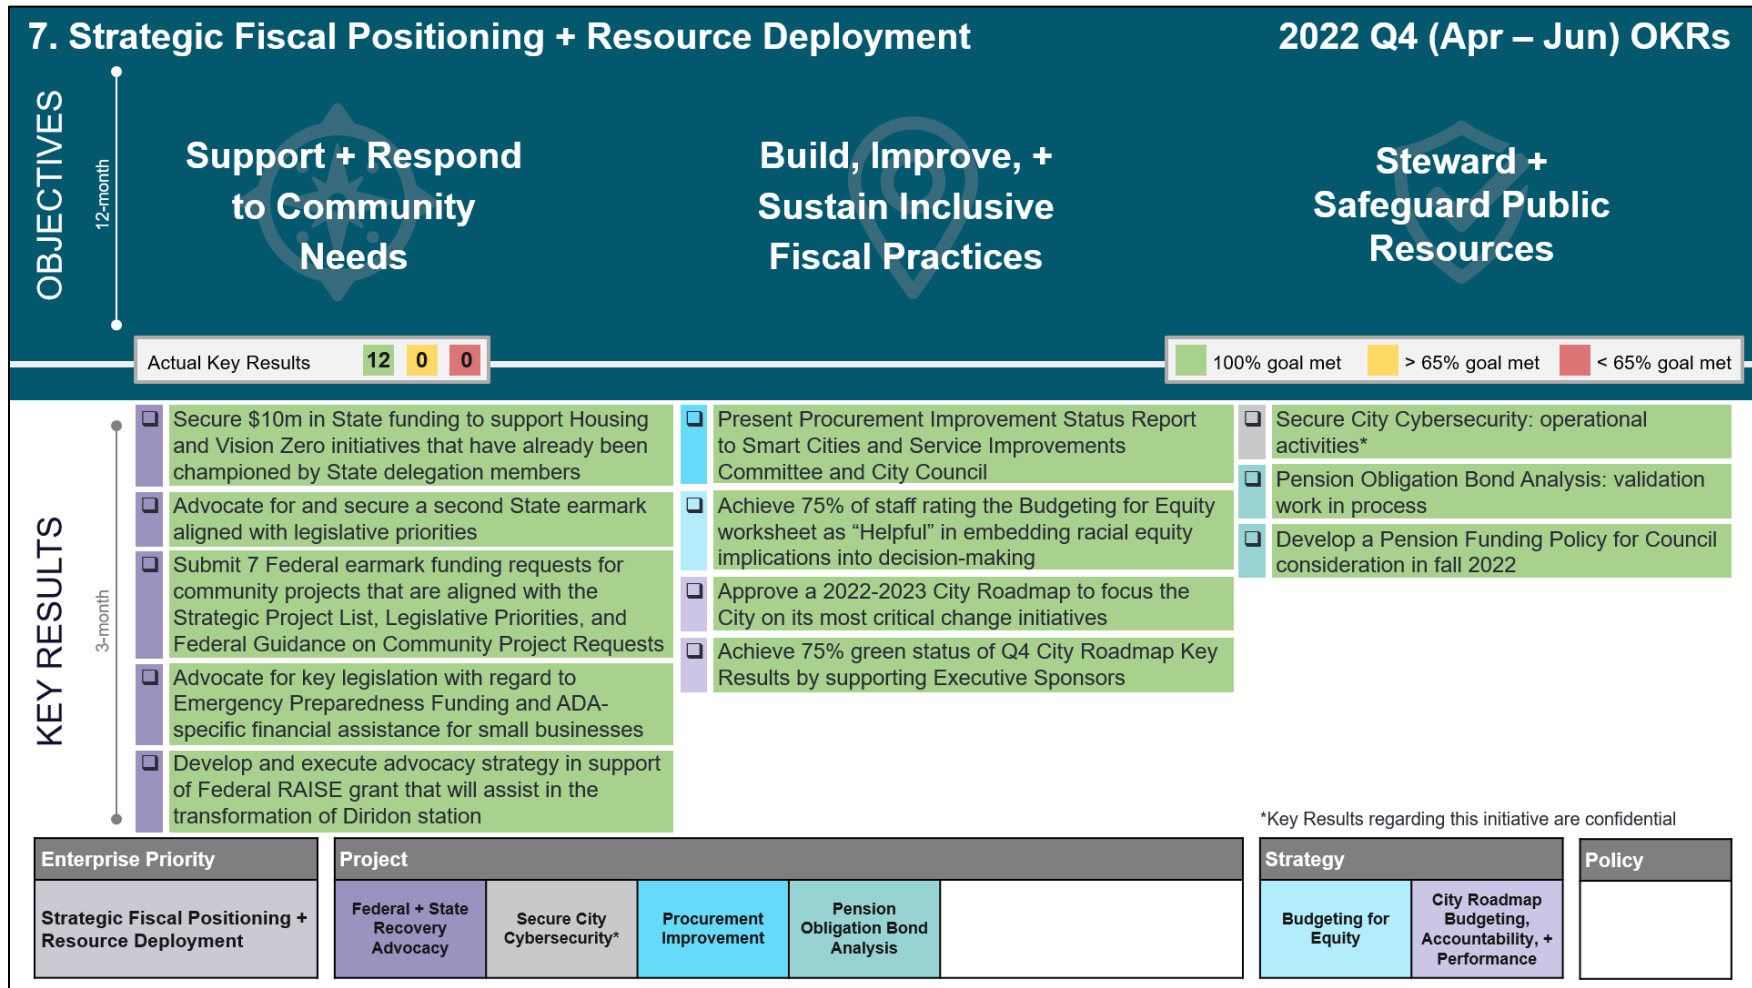 7. Strategic Fiscal Positioning + Resource Deployment
2022 Q4 (Apr – Jun) OKRs
OBJECTIVES
12-month
Support + Respond
to Community
Needs
Build, Improve, +
Sustain Inclusive
Fiscal Practices
Steward +
Safeguard Public
Resources
Actual Key Results 12 0 0
100% goal met > 65% goal met < 65% goal met
KEY RESULTS
3-month
Secure $10m in State funding to support Housing
and Vision Zero initiatives that have already been
championed by State delegation members
Advocate for and secure a second State earmark
aligned with legislative priorities
Submit 7 Federal earmark funding requests for
community projects that are aligned with the
Strategic Project List, Legislative Priorities, and
Federal Guidance on Community Project Requests
Advocate for key legislation with regard to
Emergency Preparedness Funding and ADA-
specific financial assistance for small businesses
Develop and execute advocacy strategy in support
of Federal RAISE grant that will assist in the
transformation of Diridon station
Present Procurement Improvement Status Report
to Smart Cities and Service Improvements
Committee and City Council
Achieve 75% of staff rating the Budgeting for Equity
worksheet as “Helpful” in embedding racial equity
implications into decision-making
Approve a 2022-2023 City Roadmap to focus the
City on its most critical change initiatives
Achieve 75% green status of Q4 City Roadmap Key
Results by supporting Executive Sponsors
Secure City Cybersecurity: operational
activities*
Pension Obligation Bond Analysis: validation
work in process
Develop a Pension Funding Policy for Council
consideration in fall 2022
*Key Results regarding this initiative are confidential
Enterprise Priority
Strategic Fiscal Positioning +
Resource Deployment
Project
Federal + State
Recovery
Advocacy
Secure City
Cybersecurity*
Procurement
Improvement
Pension
Obligation Bond
Analysis
Strategy
Budgeting for
Equity
City Roadmap
Budgeting,
Accountability, +
Performance
Policy